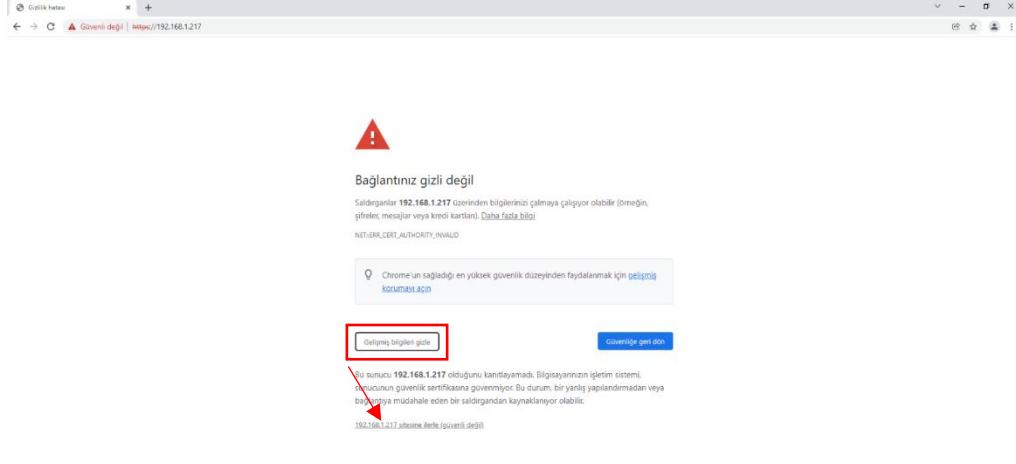 Gizlilik hatası
Güvenli değil | https://192.168.1.217
Bağlantınız gizli değil
Saldırganlar 192.168.1.217 üzerinden bilgilerinizi çalmaya çalışıyor olabilir (örneğin,
şifreler, mesajlar veya kredi kartları). Daha fazla bilgi
NET::ERR_CERT_AUTHORITY_INVALID
Chrome'un sağladığı en yüksek güvenlik düzeyinden faydalanmak için gelişmiş
korumayı açın
Gelişmiş bilgileri gizle
Güvenliğe geri dön
Bu sunucu 192.168.1.217 olduğunu kanıtlayamadı. Bilgisayarınızın işletim sistemi,
sunucunun güvenlik sertifikasına güvenmiyor. Bu durum, bir yanlış yapılandırmadan veya
bağlantıya müdahale eden bir saldırgandan kaynaklanıyor olabilir.
192.168.1.217 sitesine ilerle (güvenli değil)